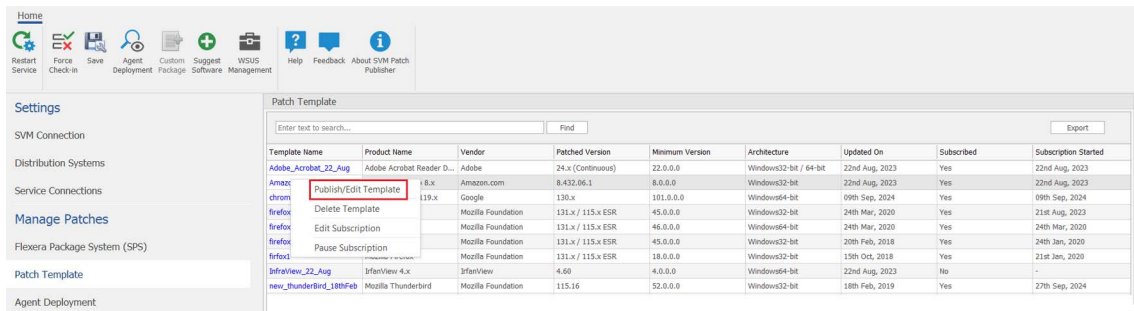 Home
Restart Service
Force Check-in
Save
Agent Deployment
Custom Package
Suggest Software
WSUS Management
Help
Feedback
About SVM Patch Publisher
Settings
SVM Connection
Distribution Systems
Service Connections
Manage Patches
Flexera Package System (SPS)
Patch Template
Agent Deployment
Patch Template
Enter text to search...
Find
Export
Template Name Product Name Vendor Patched Version Minimum Version Architecture Updated On Subscribed Subscription Started
Adobe_Acrobat_22_Aug Adobe Acrobat Reader D... Adobe 24.x (Continuous) 22.0.0.0 Windows32-bit / 64-bit 22nd Aug, 2023 Yes 22nd Aug, 2023
Amazo 8.x Amazon.com 8.432.06.1 8.0.0.0 Windows32-bit 22nd Aug, 2023 Yes 22nd Aug, 2023
chrom 119.x Google 130.x 101.0.0.0 Windows64-bit 09th Sep, 2024 Yes 09th Sep, 2024
firefox Mozilla Foundation 131.x / 115.x ESR 45.0.0.0 Windows32-bit 24th Mar, 2020 Yes 21st Aug, 2023
firefox Mozilla Foundation 131.x / 115.x ESR 46.0.0.0 Windows64-bit 24th Mar, 2020 Yes 24th Mar, 2020
firefox Mozilla Foundation 131.x / 115.x ESR 45.0.0.0 Windows32-bit 20th Feb, 2018 Yes 24th Jan, 2020
firfox1 Mozilla Foundation 131.x / 115.x ESR 18.0.0.0 Windows32-bit 15th Oct, 2018 Yes 21st Jan, 2020
InfraView_22_Aug IrfanView 4.x IrfanView 4.60 4.0.0.0 Windows64-bit 22nd Aug, 2023 No -
new_thunderBird_18thFeb Mozilla Thunderbird Mozilla Foundation 115.16 52.0.0.0 Windows32-bit 18th Feb, 2019 Yes 27th Sep, 2024
Publish/Edit Template
Delete Template
Edit Subscription
Pause Subscription